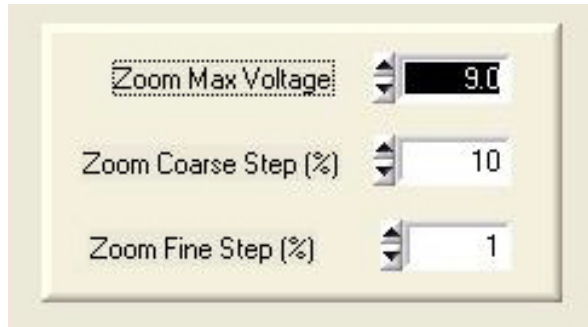 Zoom Max Voltage 9.0
Zoom Coarse Step (%) 10
Zoom Fine Step (%) 1